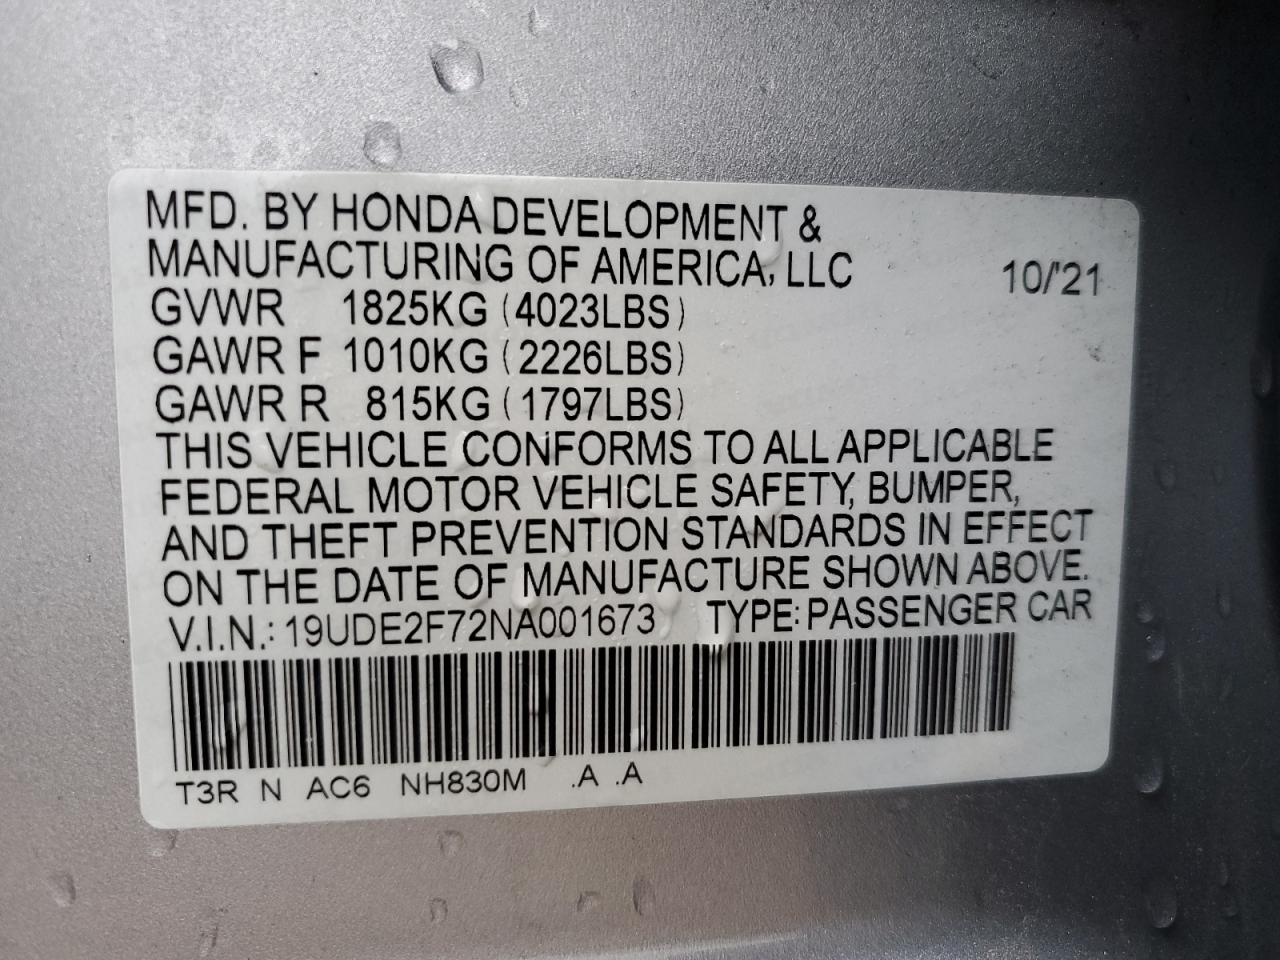 MFD. BY HONDA DEVELOPMENT &
MANUFACTURING OF AMERICA, LLC 10/'21
GVWR 1825KG (4023LBS)
GAWR F 1010KG (2226LBS)
GAWR R 815KG (1797LBS)
THIS VEHICLE CONFORMS TO ALL APPLICABLE
FEDERAL MOTOR VEHICLE SAFETY, BUMPER,
AND THEFT PREVENTION STANDARDS IN EFFECT
ON THE DATE OF MANUFACTURE SHOWN ABOVE.
V.I.N.: 19UDE2F72NA001673 TYPE: PASSENGER CAR
T3R N AC6 NH830M .A .A